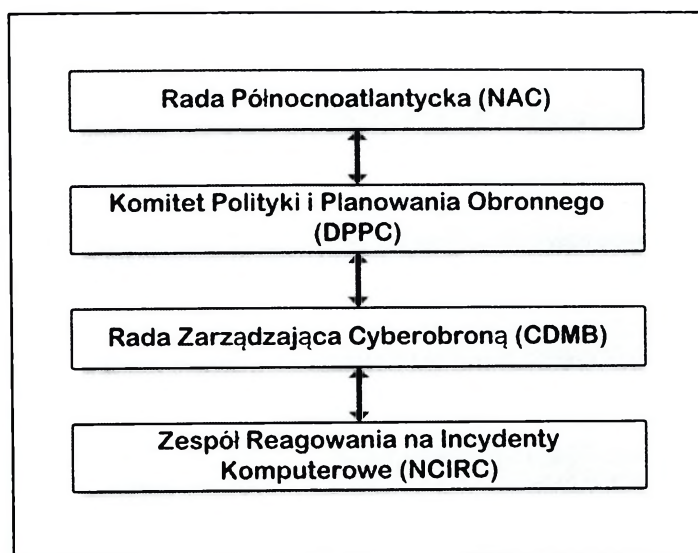 Rada Północnoatlantycka (NAC)
Komitet Polityki i Planowania Obronnego
(DPPC)
Rada Zarządzająca Cyberobroną (CDMB)
Zespół Reagowania na Incydenty
Komputerowe (NCIRC)